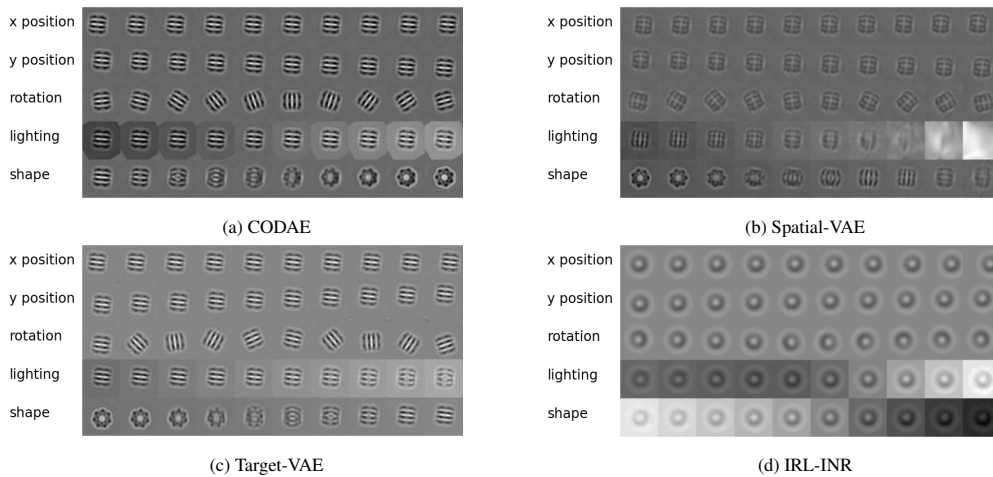 x position
y position
rotation
lighting
shape
(a) CODAE
x position
y position
rotation
lighting
shape
(b) Spatial-VAE
x position
y position
rotation
lighting
shape
(c) Target-VAE
x position
y position
rotation
lighting
shape
(d) IRL-INR